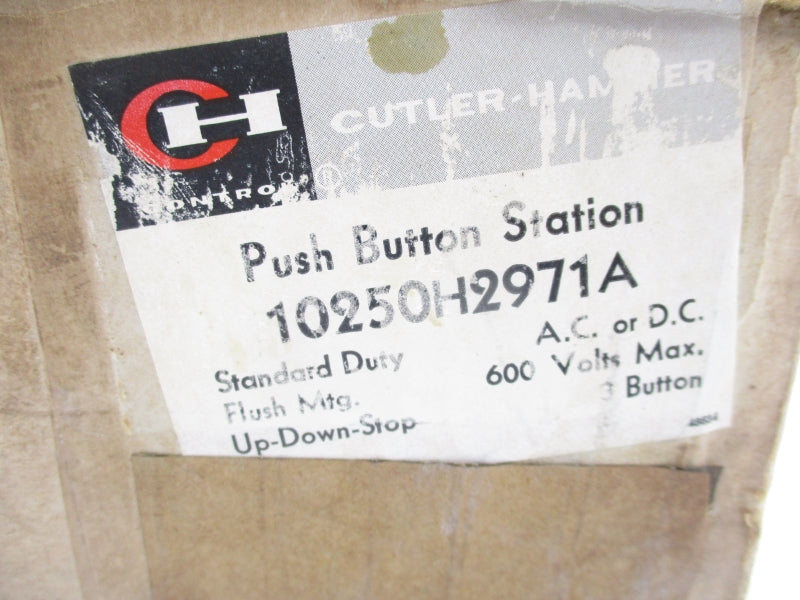 CH
CONTROL
CUTLER-HAMMER
Push Button Station
10250H2971A
Standard Duty
Flush Mtg.
Up-Down-Stop
A.C. or D.C.
600 Volts Max.
3 Button